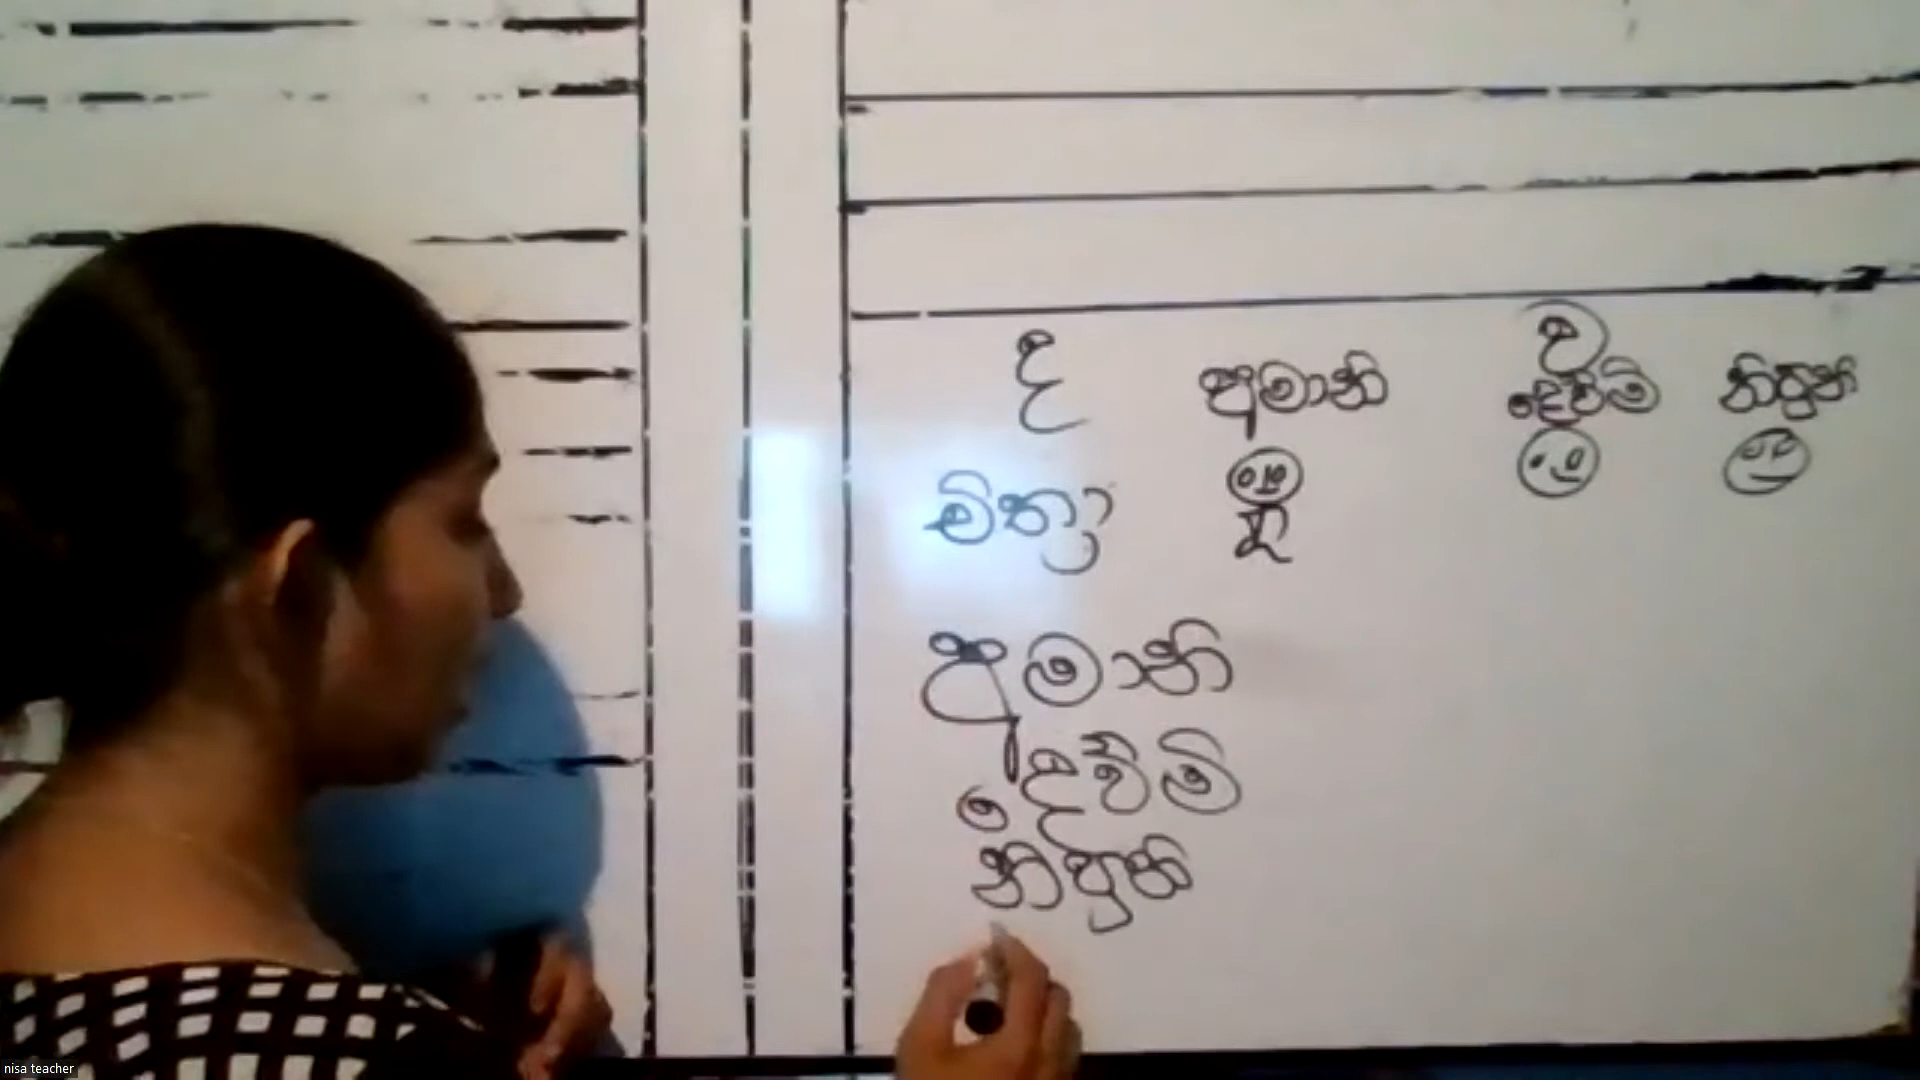 ද අමානි ව දෙව්මි නිපුන්
චිත්‍රා
අමානි
දෙව්මි
නිපුන්
nisa teacher